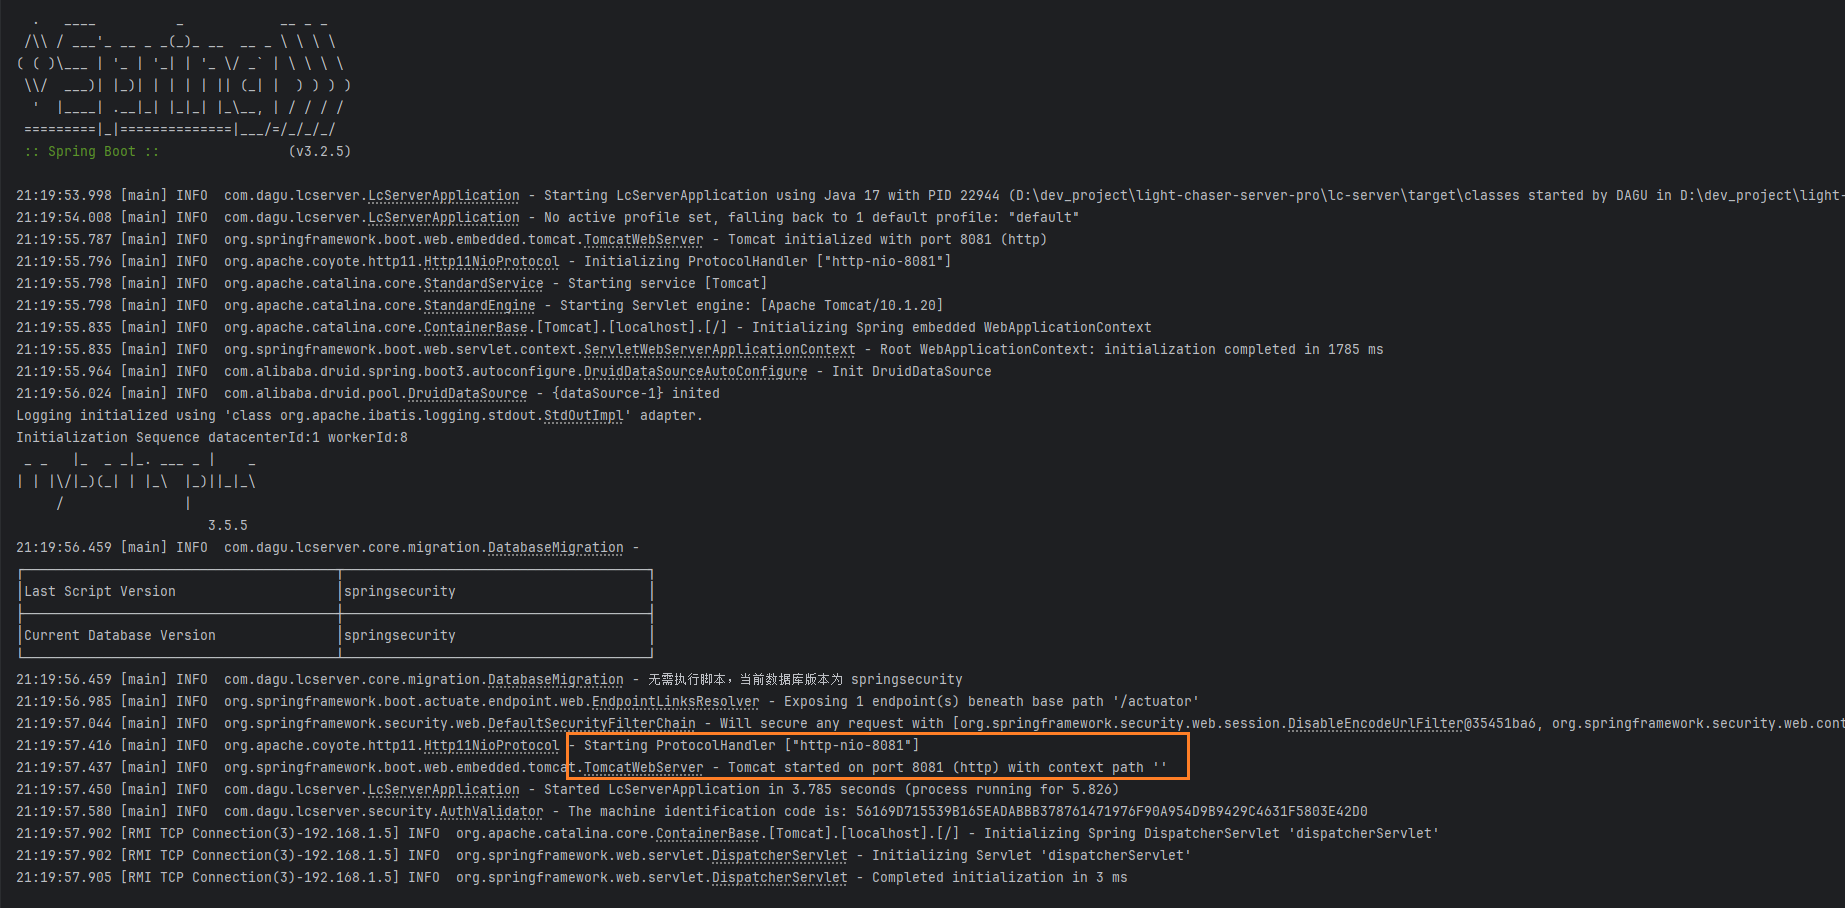 .   ____          _            __ _ _
 /\\ / ___'_ __ _ _(_)_ __  __ _ \ \ \ \
( ( )\___ | '_ | '_| | '_ \/ _` | \ \ \ \
 \\/  ___)| |_)| | | | | || (_| |  ) ) ) )
  '  |____| .__|_| |_|_| |_\__, | / / / /
 =========|_|==============|___/=/_/_/_/
 :: Spring Boot ::                (v3.2.5)
21:19:53.998 [main] INFO  com.dagu.lcserver.LcServerApplication - Starting LcServerApplication using Java 17 with PID 22944 (D:\dev_project\light-chaser-server-pro\lc-server\target\classes started by DAGU in D:\dev_project\light-
21:19:54.008 [main] INFO  com.dagu.lcserver.LcServerApplication - No active profile set, falling back to 1 default profile: "default"
21:19:55.787 [main] INFO  org.springframework.boot.web.embedded.tomcat.TomcatWebServer - Tomcat initialized with port 8081 (http)
21:19:55.796 [main] INFO  org.apache.coyote.http11.Http11NioProtocol - Initializing ProtocolHandler ["http-nio-8081"]
21:19:55.798 [main] INFO  org.apache.catalina.core.StandardService - Starting service [Tomcat]
21:19:55.798 [main] INFO  org.apache.catalina.core.StandardEngine - Starting Servlet engine: [Apache Tomcat/10.1.20]
21:19:55.835 [main] INFO  org.apache.catalina.core.ContainerBase.[Tomcat].[localhost].[/] - Initializing Spring embedded WebApplicationContext
21:19:55.835 [main] INFO  org.springframework.boot.web.servlet.context.ServletWebServerApplicationContext - Root WebApplicationContext: initialization completed in 1785 ms
21:19:55.964 [main] INFO  com.alibaba.druid.spring.boot3.autoconfigure.DruidDataSourceAutoConfigure - Init DruidDataSource
21:19:56.024 [main] INFO  com.alibaba.druid.pool.DruidDataSource - {dataSource-1} inited
Logging initialized using 'class org.apache.ibatis.logging.stdout.StdOutImpl' adapter.
Initialization Sequence datacenterId:1 workerId:8
 _ _   |_  _ _|_. ___ _ |    _
| | |\/|_)(_| | |_\  |_)||_|_\
     /               |
                        3.5.5
21:19:56.459 [main] INFO  com.dagu.lcserver.core.migration.DatabaseMigration -
Last Script Version springsecurity
Current Database Version springsecurity
21:19:56.459 [main] INFO  com.dagu.lcserver.core.migration.DatabaseMigration - 无需执行脚本，当前数据库版本为 springsecurity
21:19:56.985 [main] INFO  org.springframework.boot.actuate.endpoint.web.EndpointLinksResolver - Exposing 1 endpoint(s) beneath base path '/actuator'
21:19:57.044 [main] INFO  org.springframework.security.web.DefaultSecurityFilterChain - Will secure any request with [org.springframework.security.web.session.DisableEncodeUrlFilter@35451ba6, org.springframework.security.web.cont
21:19:57.416 [main] INFO  org.apache.coyote.http11.Http11NioProtocol - Starting ProtocolHandler ["http-nio-8081"]
21:19:57.437 [main] INFO  org.springframework.boot.web.embedded.tomcat.TomcatWebServer - Tomcat started on port 8081 (http) with context path ''
21:19:57.450 [main] INFO  com.dagu.lcserver.LcServerApplication - Started LcServerApplication in 3.785 seconds (process running for 5.826)
21:19:57.580 [main] INFO  com.dagu.lcserver.security.AuthValidator - The machine identification code is: 56169D715539B165EADABBB378761471976F90A954D9B9429C4631F5803E42D0
21:19:57.902 [RMI TCP Connection(3)-192.168.1.5] INFO  org.apache.catalina.core.ContainerBase.[Tomcat].[localhost].[/] - Initializing Spring DispatcherServlet 'dispatcherServlet'
21:19:57.902 [RMI TCP Connection(3)-192.168.1.5] INFO  org.springframework.web.servlet.DispatcherServlet - Initializing Servlet 'dispatcherServlet'
21:19:57.905 [RMI TCP Connection(3)-192.168.1.5] INFO  org.springframework.web.servlet.DispatcherServlet - Completed initialization in 3 ms